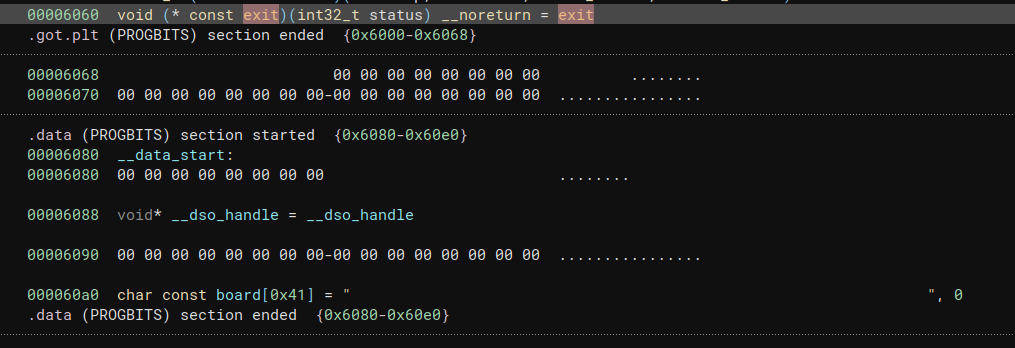 00006060  void (* const exit)(int32_t status) __noreturn = exit
.got.plt (PROGBITS) section ended  {0x6000-0x6068}
00006068                          00 00 00 00 00 00 00 00          ........
00006070  00 00 00 00 00 00 00 00-00 00 00 00 00 00 00 00  ................
.data (PROGBITS) section started  {0x6080-0x60e0}
00006080  __data_start:
00006080  00 00 00 00 00 00 00 00                          ........
00006088  void* __dso_handle = __dso_handle
00006090  00 00 00 00 00 00 00 00-00 00 00 00 00 00 00 00  ................
000060a0  char const board[0x41] = "                                                                ", 0
.data (PROGBITS) section ended  {0x6080-0x60e0}